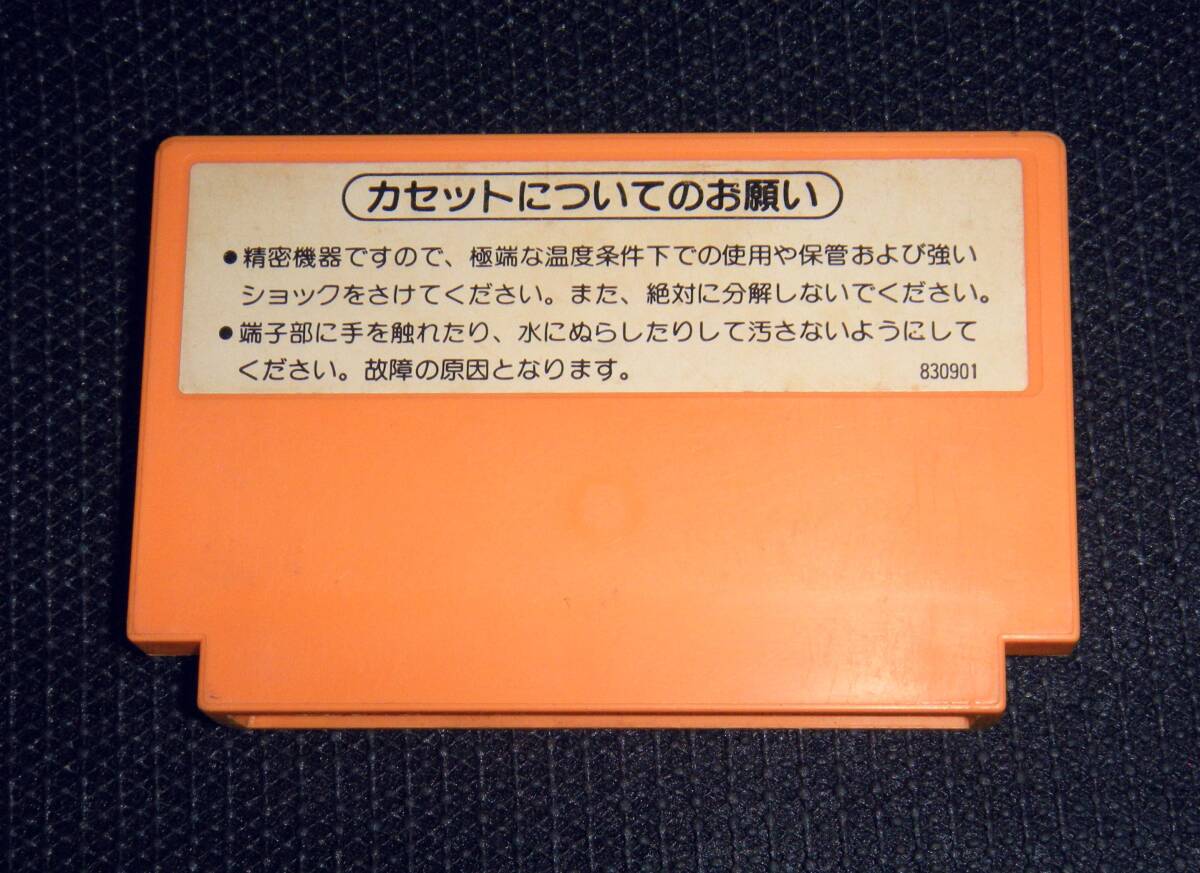 カセットについてのお願い
●精密機器ですので、極端な温度条件下での使用や保管および強い
ショックをさけてください。また、絶対に分解しないでください。
●端子部に手を触れたり、水にぬらしたりして汚さないようにして
ください。故障の原因となります。 830901